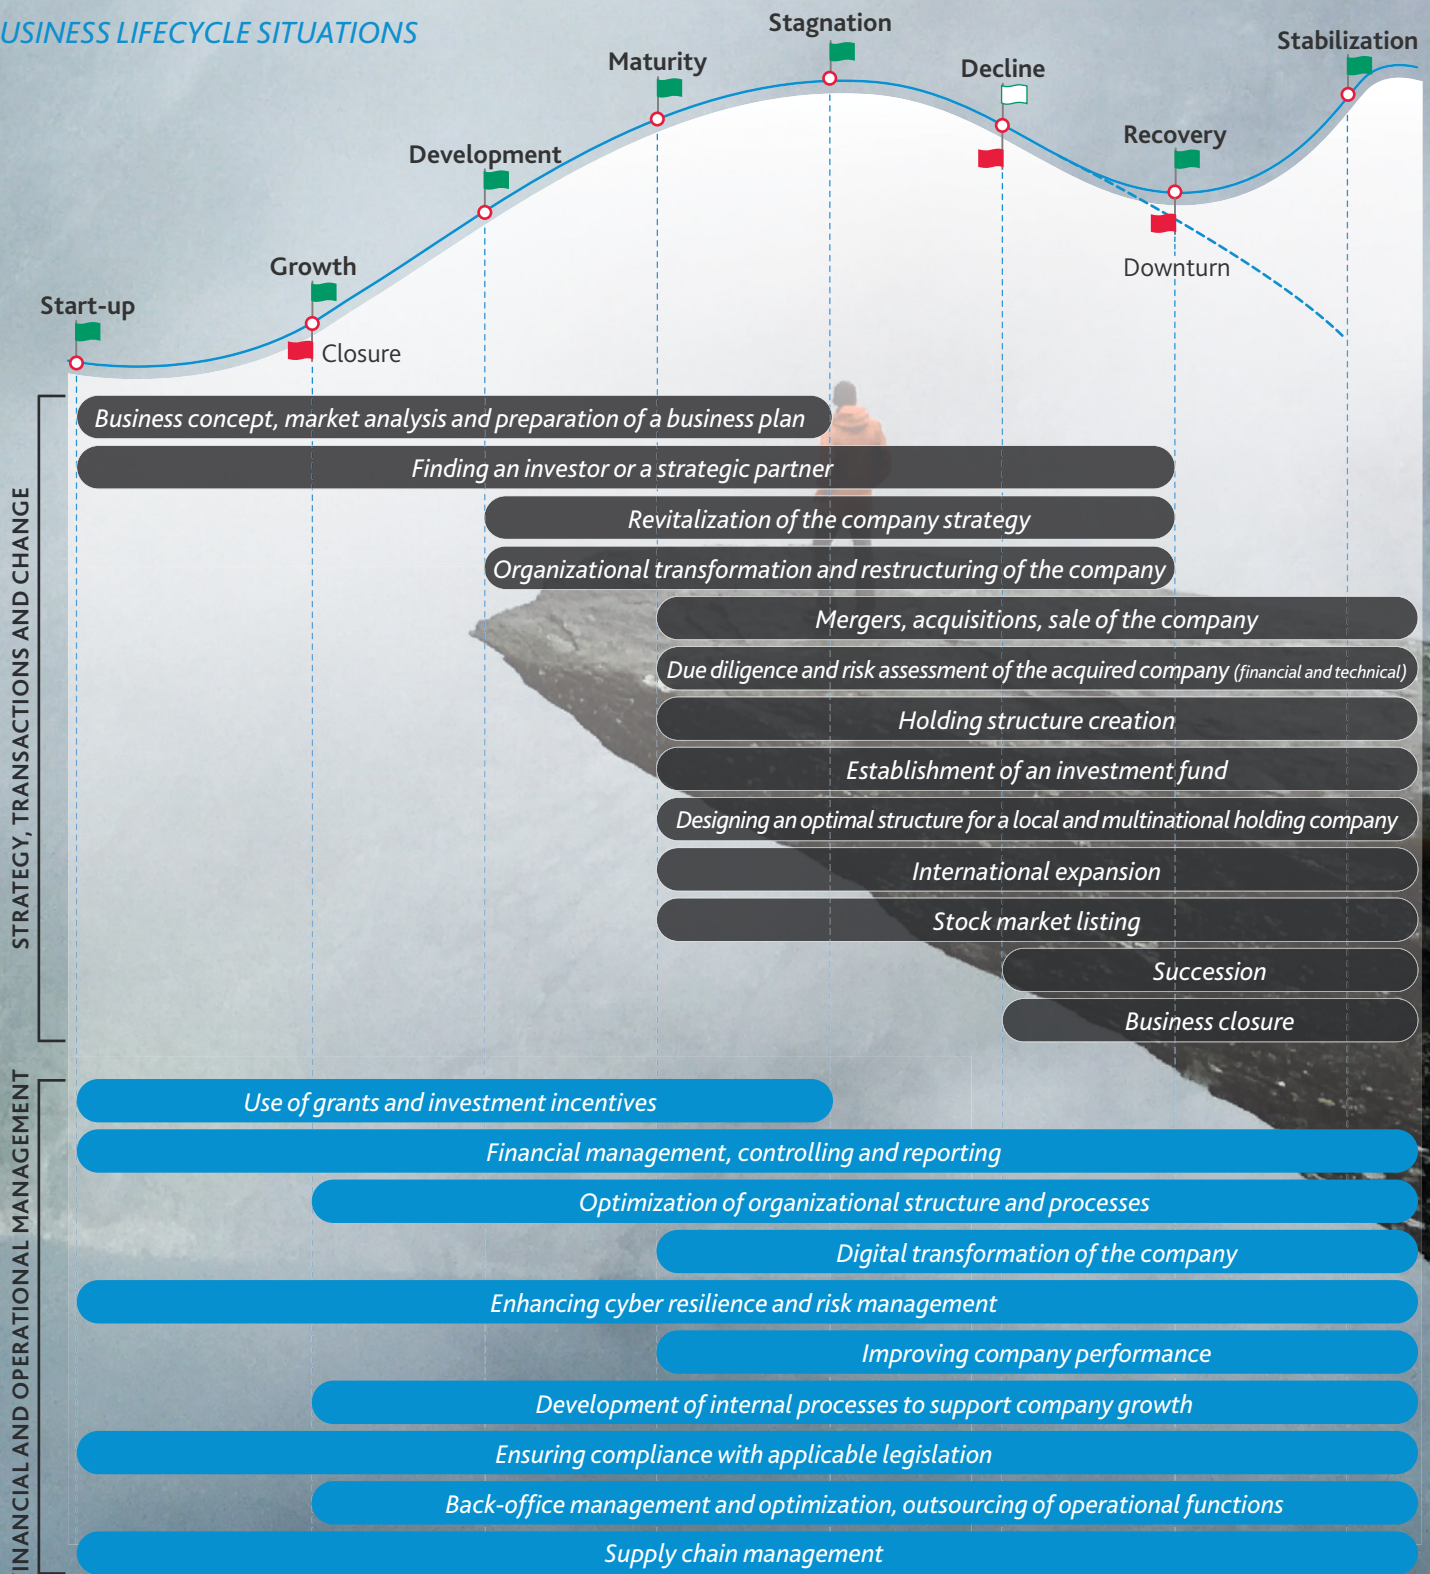 USINESS LIFECYCLE SITUATIONS
Stagnation
Stabilization
Maturity
Decline
Recovery
Development
Downturn
Growth
Start-up
Closure
STRATEGY, TRANSACTIONS AND CHANGE
Business concept, market analysis and preparation of a business plan
Finding an investor or a strategic partner
Revitalization of the company strategy
Organizational transformation and restructuring of the company
Mergers, acquisitions, sale of the company
Due diligence and risk assessment of the acquired company (financial and technical)
Holding structure creation
Establishment of an investment fund
Designing an optimal structure for a local and multinational holding company
International expansion
Stock market listing
Succession
Business closure
INANCIAL AND OPERATIONAL MANAGEMENT
Use of grants and investment incentives
Financial management, controlling and reporting
Optimization of organizational structure and processes
Digital transformation of the company
Enhancing cyber resilience and risk management
Improving company performance
Development of internal processes to support company growth
Ensuring compliance with applicable legislation
Back-office management and optimization, outsourcing of operational functions
Supply chain management